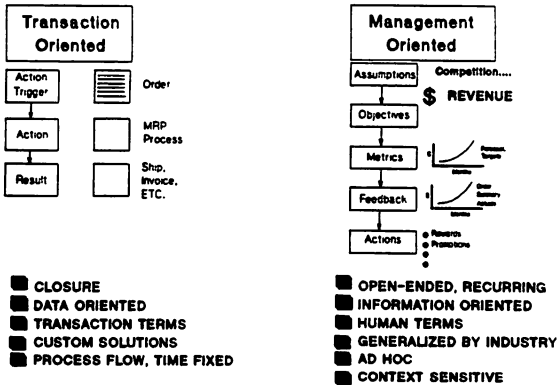 Transaction
Oriented
Action
Trigger
Order
Action
MRP
Process
Result
Ship,
Invoice,
ETC.
CLOSURE
DATA ORIENTED
TRANSACTION TERMS
CUSTOM SOLUTIONS
PROCESS FLOW, TIME FIXED
Management
Oriented
Assumptions
Competition....
$ REVENUE
Objectives
Metrics
$
Months
Feedback
$
Months
Actions
Rewards
Promotions
OPEN-ENDED, RECURRING
INFORMATION ORIENTED
HUMAN TERMS
GENERALIZED BY INDUSTRY
AD HOC
CONTEXT SENSITIVE